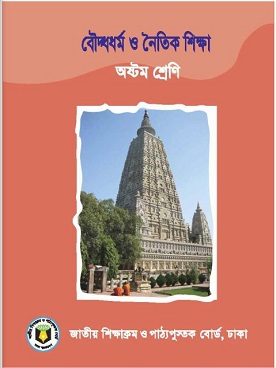 বৌদ্ধধর্ম ও নৈতিক শিক্ষা
অষ্টম শ্রেণি
জাতীয় শিক্ষাক্রম ও পাঠ্যপুস্তক বোর্ড, ঢাকা